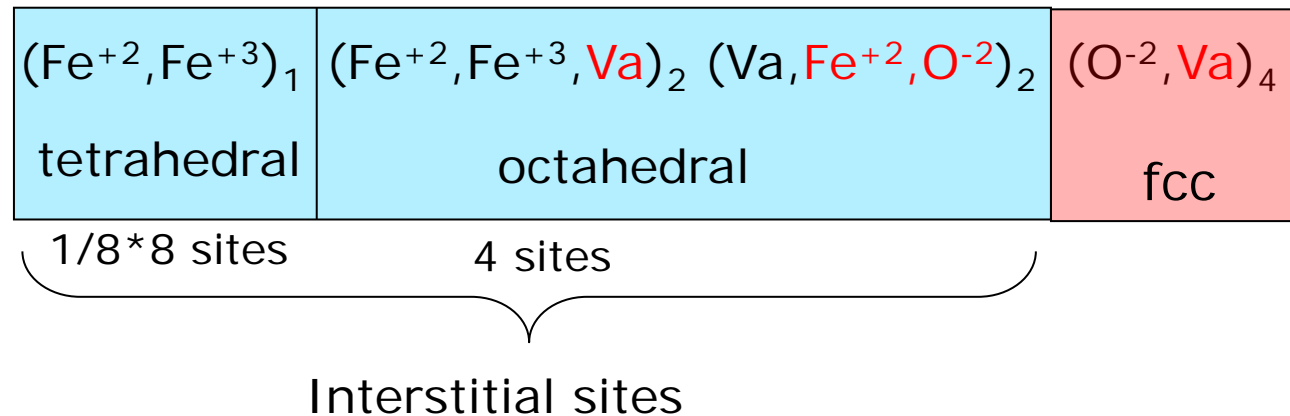 (Fe⁺²,Fe⁺³)₁ (Fe⁺²,Fe⁺³,Va)₂ (Va,Fe⁺²,O⁻²)₂ (O⁻²,Va)₄
tetrahedral octahedral fcc
1/8*8 sites 4 sites
Interstitial sites